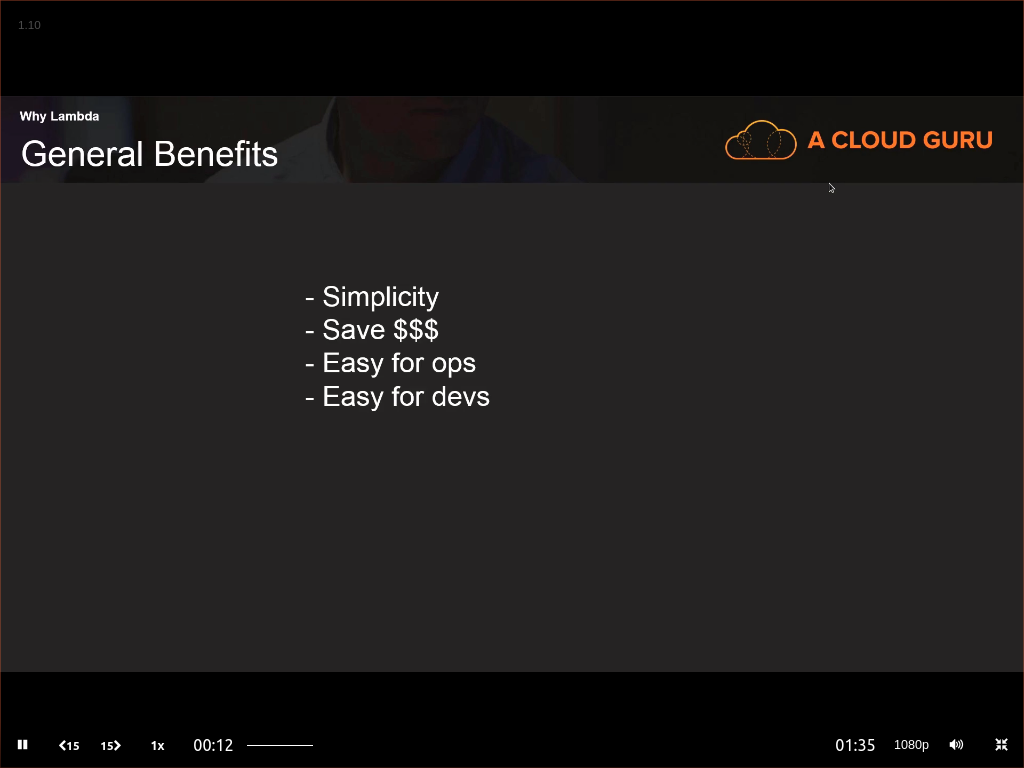 1.10
Why Lambda
General Benefits
A CLOUD GURU
- Simplicity
- Save $$$
- Easy for ops
- Easy for devs
15 15 1x 00:12 01:35 1080p